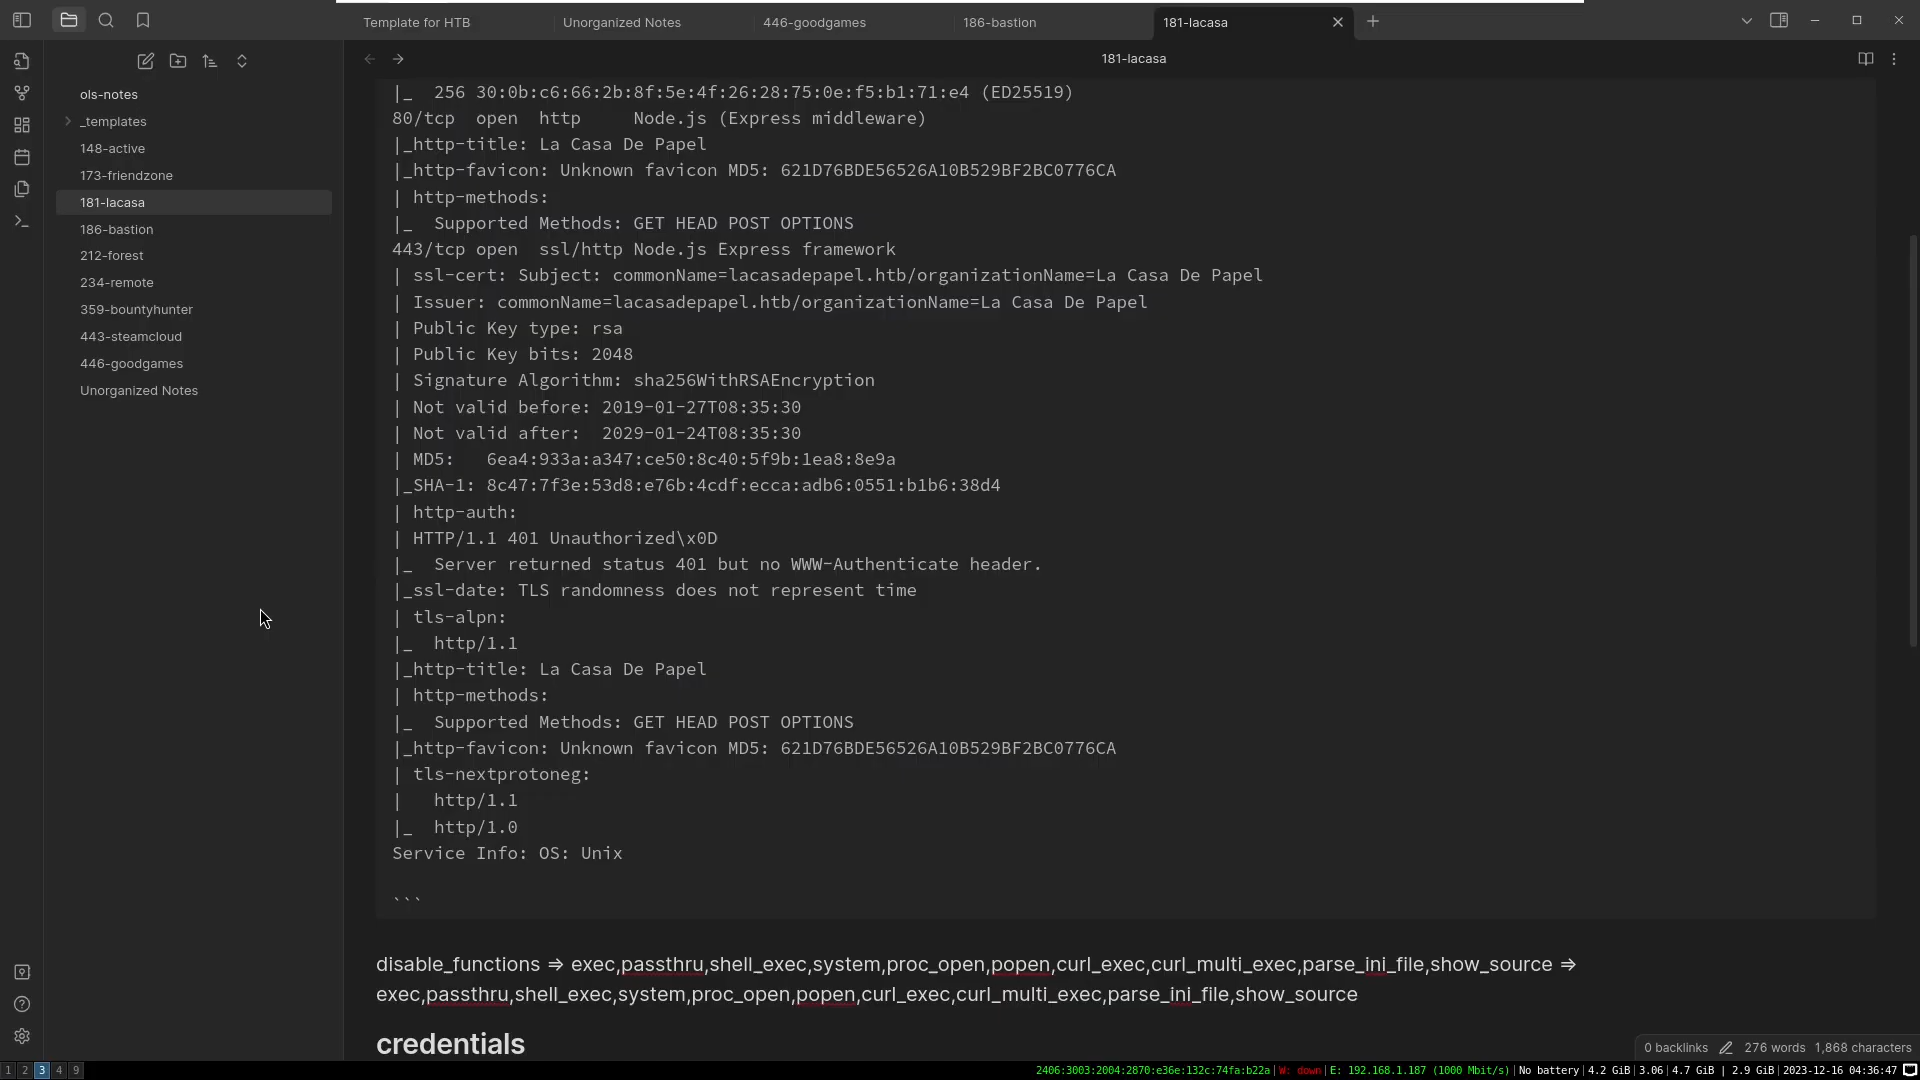 Template for HTB
Unorganized Notes
446-goodgames
186-bastion
181-lacasa
181-lacasa
ols-notes
_templates
148-active
173-friendzone
181-lacasa
186-bastion
212-forest
234-remote
359-bountyhunter
443-steamcloud
446-goodgames
Unorganized Notes
|_  256 30:0b:c6:66:2b:8f:5e:4f:26:28:75:0e:f5:b1:71:e4 (ED25519)
80/tcp  open  http     Node.js (Express middleware)
|_http-title: La Casa De Papel
|_http-favicon: Unknown favicon MD5: 621D76BDE56526A10B529BF2BC0776CA
| http-methods:
|_  Supported Methods: GET HEAD POST OPTIONS
443/tcp open  ssl/http Node.js Express framework
| ssl-cert: Subject: commonName=lacasadepapel.htb/organizationName=La Casa De Papel
| Issuer: commonName=lacasadepapel.htb/organizationName=La Casa De Papel
| Public Key type: rsa
| Public Key bits: 2048
| Signature Algorithm: sha256WithRSAEncryption
| Not valid before: 2019-01-27T08:35:30
| Not valid after:  2029-01-24T08:35:30
| MD5:   6ea4:933a:a347:ce50:8c40:5f9b:1ea8:8e9a
|_SHA-1: 8c47:7f3e:53d8:e76b:4cdf:ecca:adb6:0551:b1b6:38d4
| http-auth:
| HTTP/1.1 401 Unauthorized\x0D
|_  Server returned status 401 but no WWW-Authenticate header.
|_ssl-date: TLS randomness does not represent time
| tls-alpn:
|_  http/1.1
|_http-title: La Casa De Papel
| http-methods:
|_  Supported Methods: GET HEAD POST OPTIONS
|_http-favicon: Unknown favicon MD5: 621D76BDE56526A10B529BF2BC0776CA
| tls-nextprotoneg:
|   http/1.1
|_  http/1.0
Service Info: OS: Unix
```
disable_functions => exec,passthru,shell_exec,system,proc_open,popen,curl_exec,curl_multi_exec,parse_ini_file,show_source =>
exec,passthru,shell_exec,system,proc_open,popen,curl_exec,curl_multi_exec,parse_ini_file,show_source
credentials
0 backlinks 276 words 1,868 characters
1 2 3 4 9
2406:3003:2004:2870:e36e:132c:74fa:b22a|W: down|E: 192.168.1.187 (1000 Mbit/s)|No battery|4.2 GiB|3.06|4.7 GiB | 2.9 GiB|2023-12-16 04:36:47